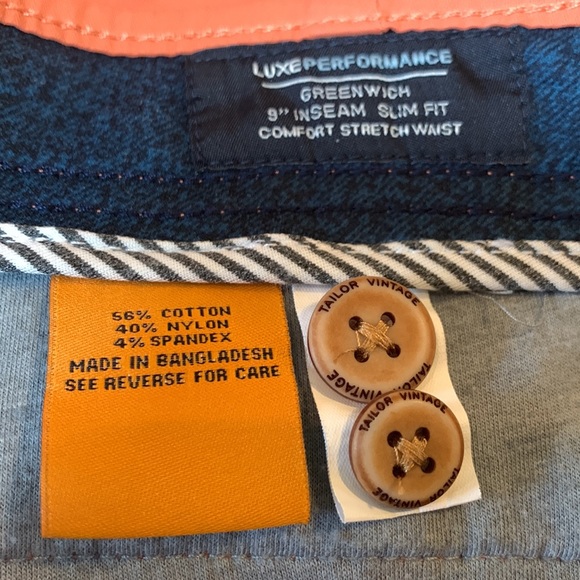 LUXEPERFORMANCE
GREENWICH
9" INSEAM SLIM FIT
COMFORT STRETCH WAIST
56% COTTON
40% NYLON
4% SPANDEX
MADE IN BANGLADESH
SEE REVERSE FOR CARE
TAILOR VINTAGE
TAILOR VINTAGE
TAILOR VINTAGE
TAILOR VINTAGE